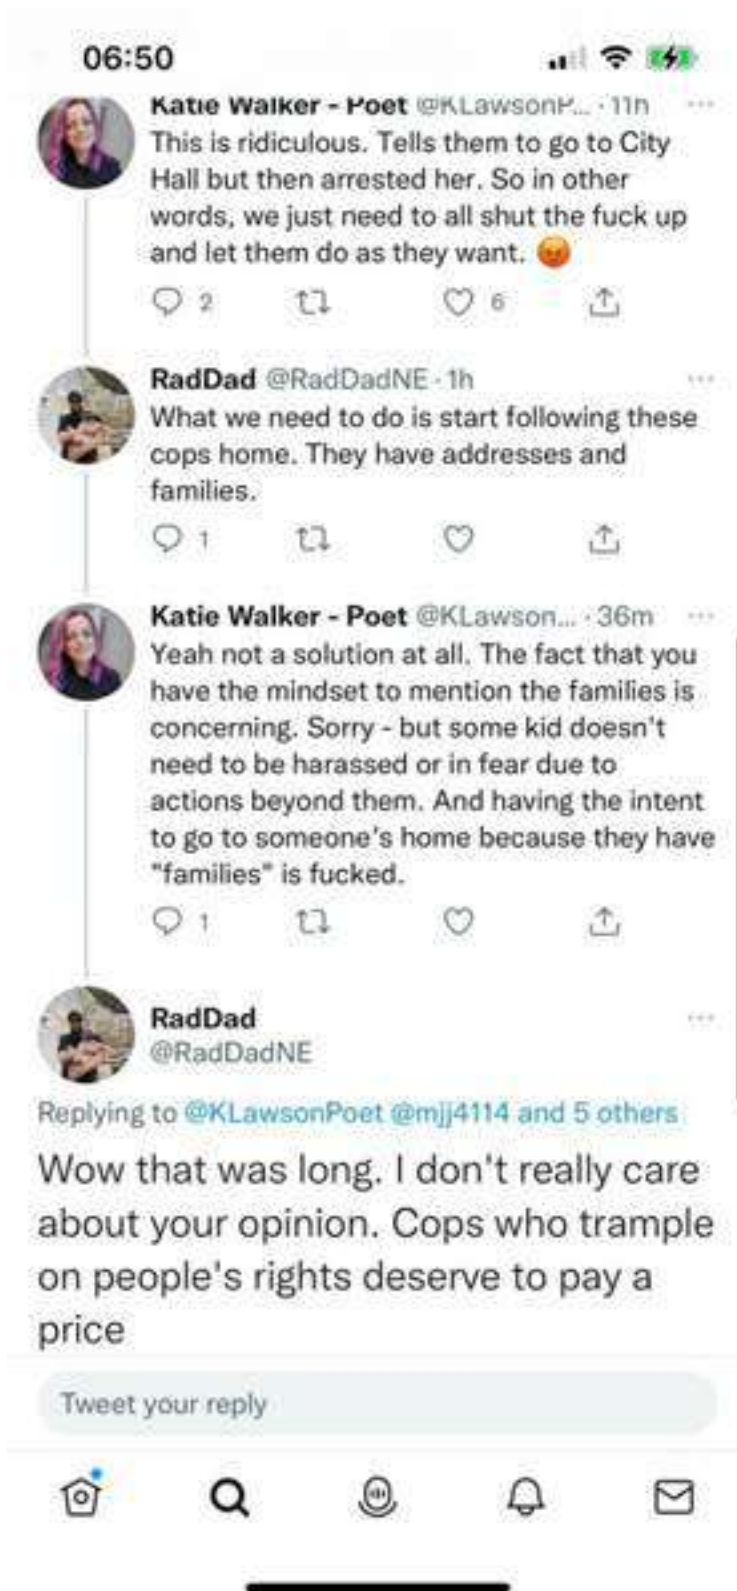 06:50
Katie Walker - Poet @KLawsonP... · 11h
This is ridiculous. Tells them to go to City
Hall but then arrested her. So in other
words, we just need to all shut the fuck up
and let them do as they want. 😡
2 6
RadDad @RadDadNE · 1h
What we need to do is start following these
cops home. They have addresses and
families.
1
Katie Walker - Poet @KLawson... · 36m
Yeah not a solution at all. The fact that you
have the mindset to mention the families is
concerning. Sorry - but some kid doesn't
need to be harassed or in fear due to
actions beyond them. And having the intent
to go to someone's home because they have
"families" is fucked.
1
RadDad
@RadDadNE
Replying to @KLawsonPoet @mjj4114 and 5 others
Wow that was long. I don't really care
about your opinion. Cops who trample
on people's rights deserve to pay a
price
Tweet your reply